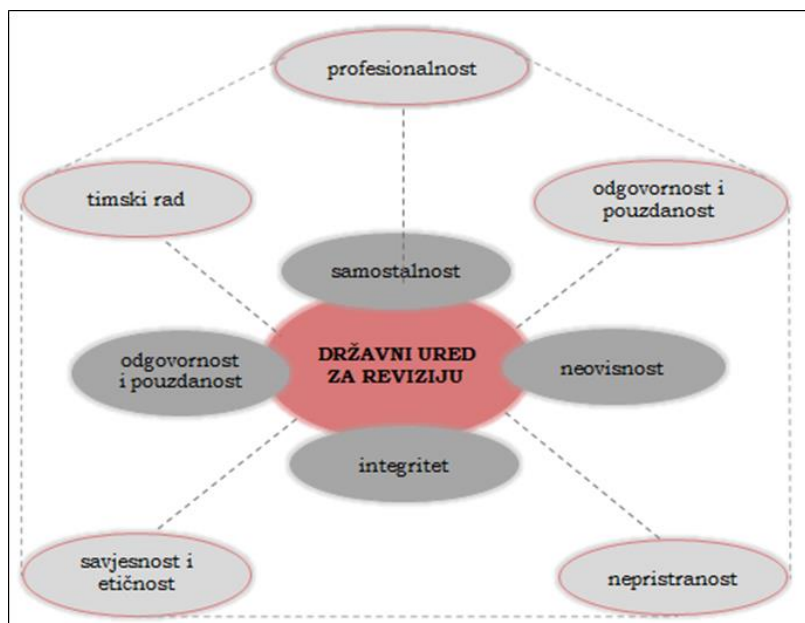 profesionalnost
timski rad
odgovornost i
pouzdanost
samostalnost
odgovornost
i pouzdanost
DRŽAVNI URED
ZA REVIZIJU
neovisnost
integritet
savjesnost i
etičnost
nepristranost